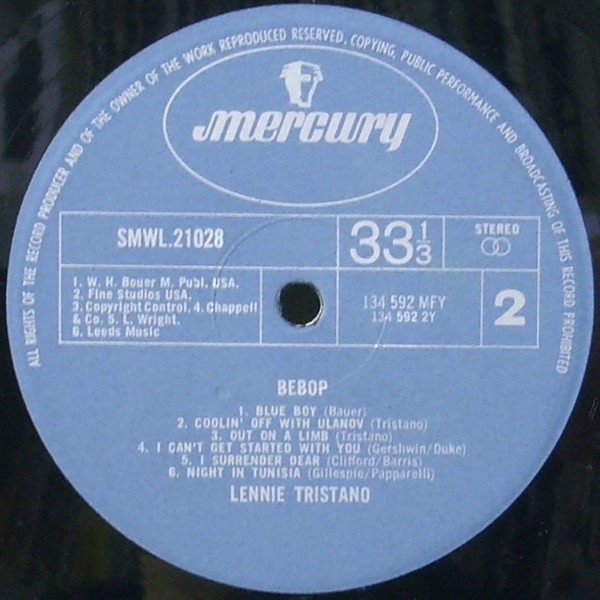 ALL RIGHTS OF THE RECORD PRODUCER AND OF THE OWNER OF THE WORK REPRODUCED RESERVED. COPYING, PUBLIC PERFORMANCE AND BROADCASTING OF THIS RECORD PROHIBITED
mercury
SMWL.21028
33 1/3
STEREO
1. W. H. Bauer M. Publ. USA.
2. Fine Studios USA.
3. Copyright Control. 4. Chappell
& Co. 5. L. Wright.
6. Leeds Music
134 592 MFY
134 592 2Y
2
BEBOP
1. BLUE BOY (Bauer)
2. COOLIN' OFF WITH ULANOV (Tristano)
3. OUT ON A LIMB (Tristano)
4. I CAN'T GET STARTED WITH YOU (Gershwin/Duke)
5. I SURRENDER DEAR (Clifford/Barris)
6. NIGHT IN TUNISIA (Gillespie/Papparelli)
LENNIE TRISTANO